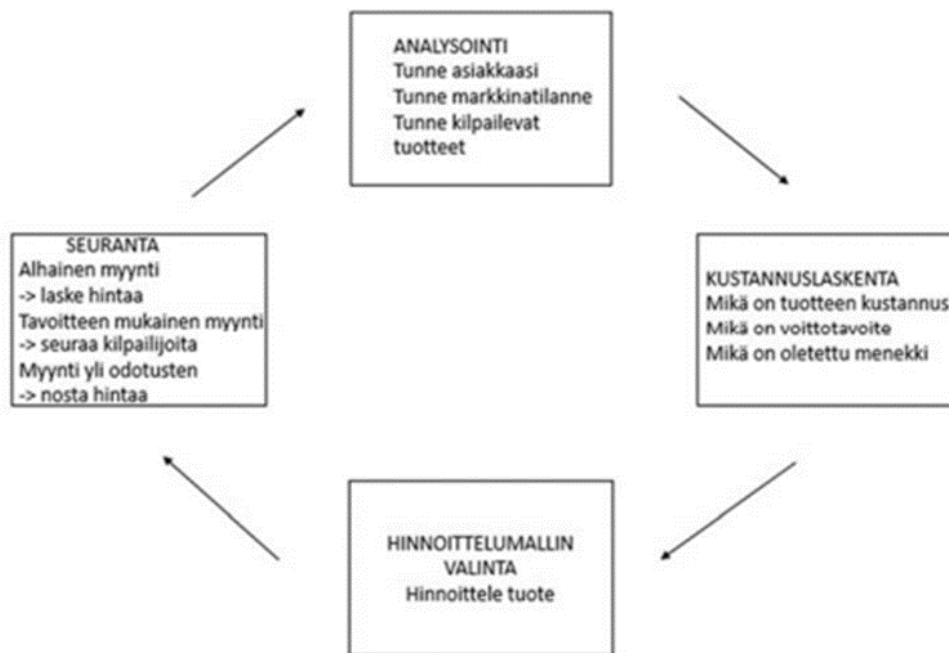 ANALYSOINTI
Tunne asiakkaasi
Tunne markkinatilanne
Tunne kilpailevat
tuotteet
KUSTANNUSLASKENTA
Mikä on tuotteen kustannus
Mikä on voittotavoite
Mikä on oletettu menekki
HINNOITTELUMALLIN
VALINTA
Hinnoittele tuote
SEURANTA
Alhainen myynti
-> laske hintaa
Tavoitteen mukainen myynti
-> seuraa kilpailijoita
Myynti yli odotusten
-> nosta hintaa